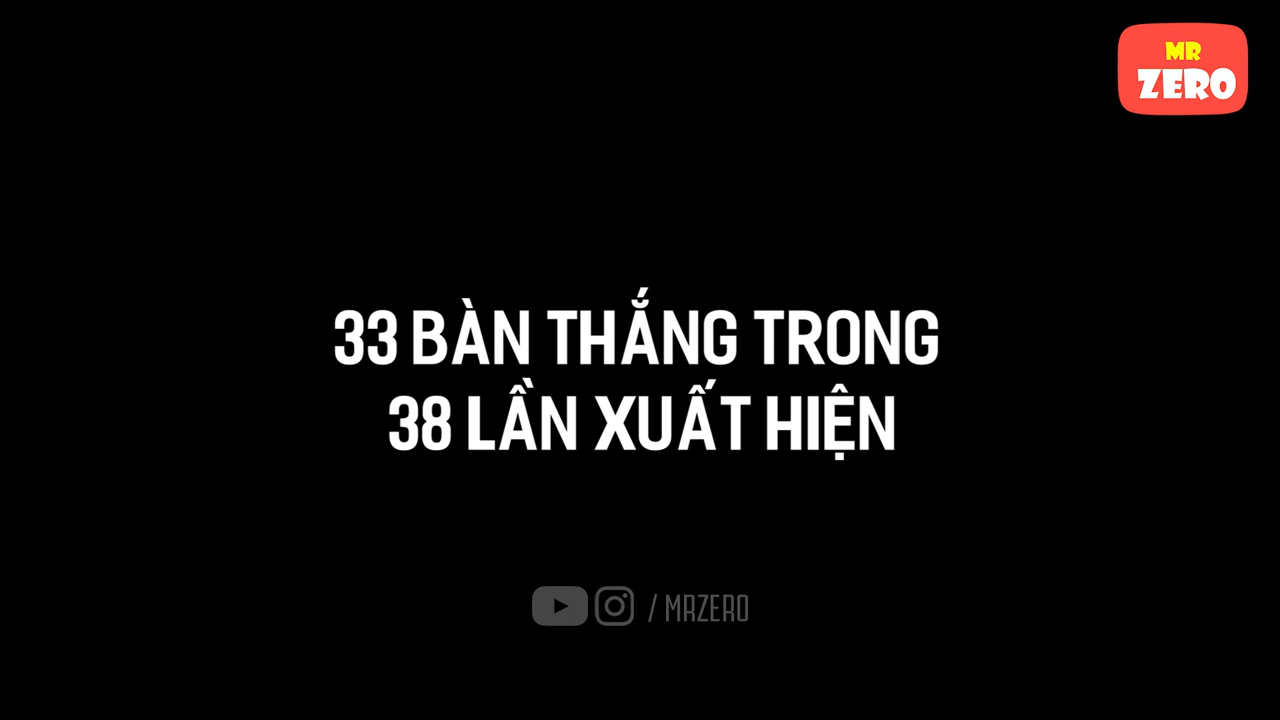 MR
ZERO
33 BÀN THẮNG TRONG
38 LẦN XUẤT HIỆN
/ MRZERO